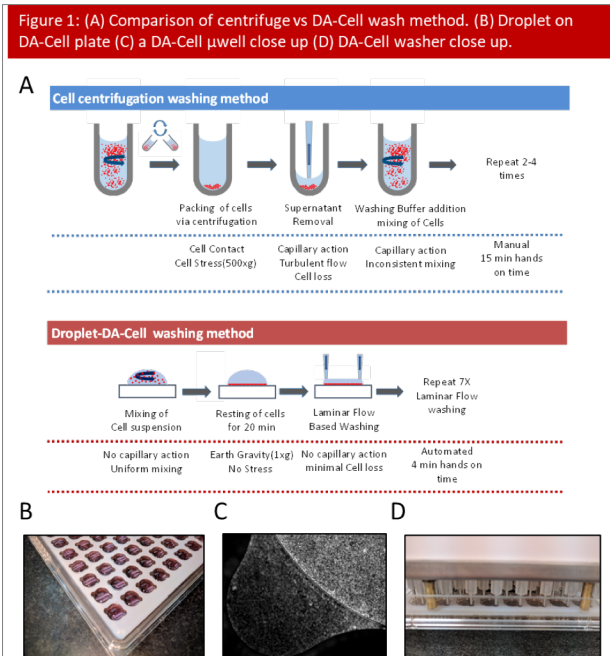 Figure 1: (A) Comparison of centrifuge vs DA-Cell wash method. (B) Droplet on
DA-Cell plate (C) a DA-Cell µwell close up (D) DA-Cell washer close up.
A
Cell centrifugation washing method
Packing of cells
via centrifugation
Supernatant
Removal
Washing Buffer addition
mixing of Cells
Repeat 2-4
times
Cell Contact
Cell Stress(500xg)
Capillary action
Turbulent flow
Cell loss
Capillary action
Inconsistent mixing
Manual
15 min hands
on time
Droplet-DA-Cell washing method
Mixing of
Cell suspension
Resting of cells
for 20 min
Laminar Flow
Based Washing
Repeat 7X
Laminar Flow
washing
No capillary action
Uniform mixing
Earth Gravity(1xg)
No Stress
No capillary action
minimal Cell loss
Automated
4 min hands on
time
B
C
D